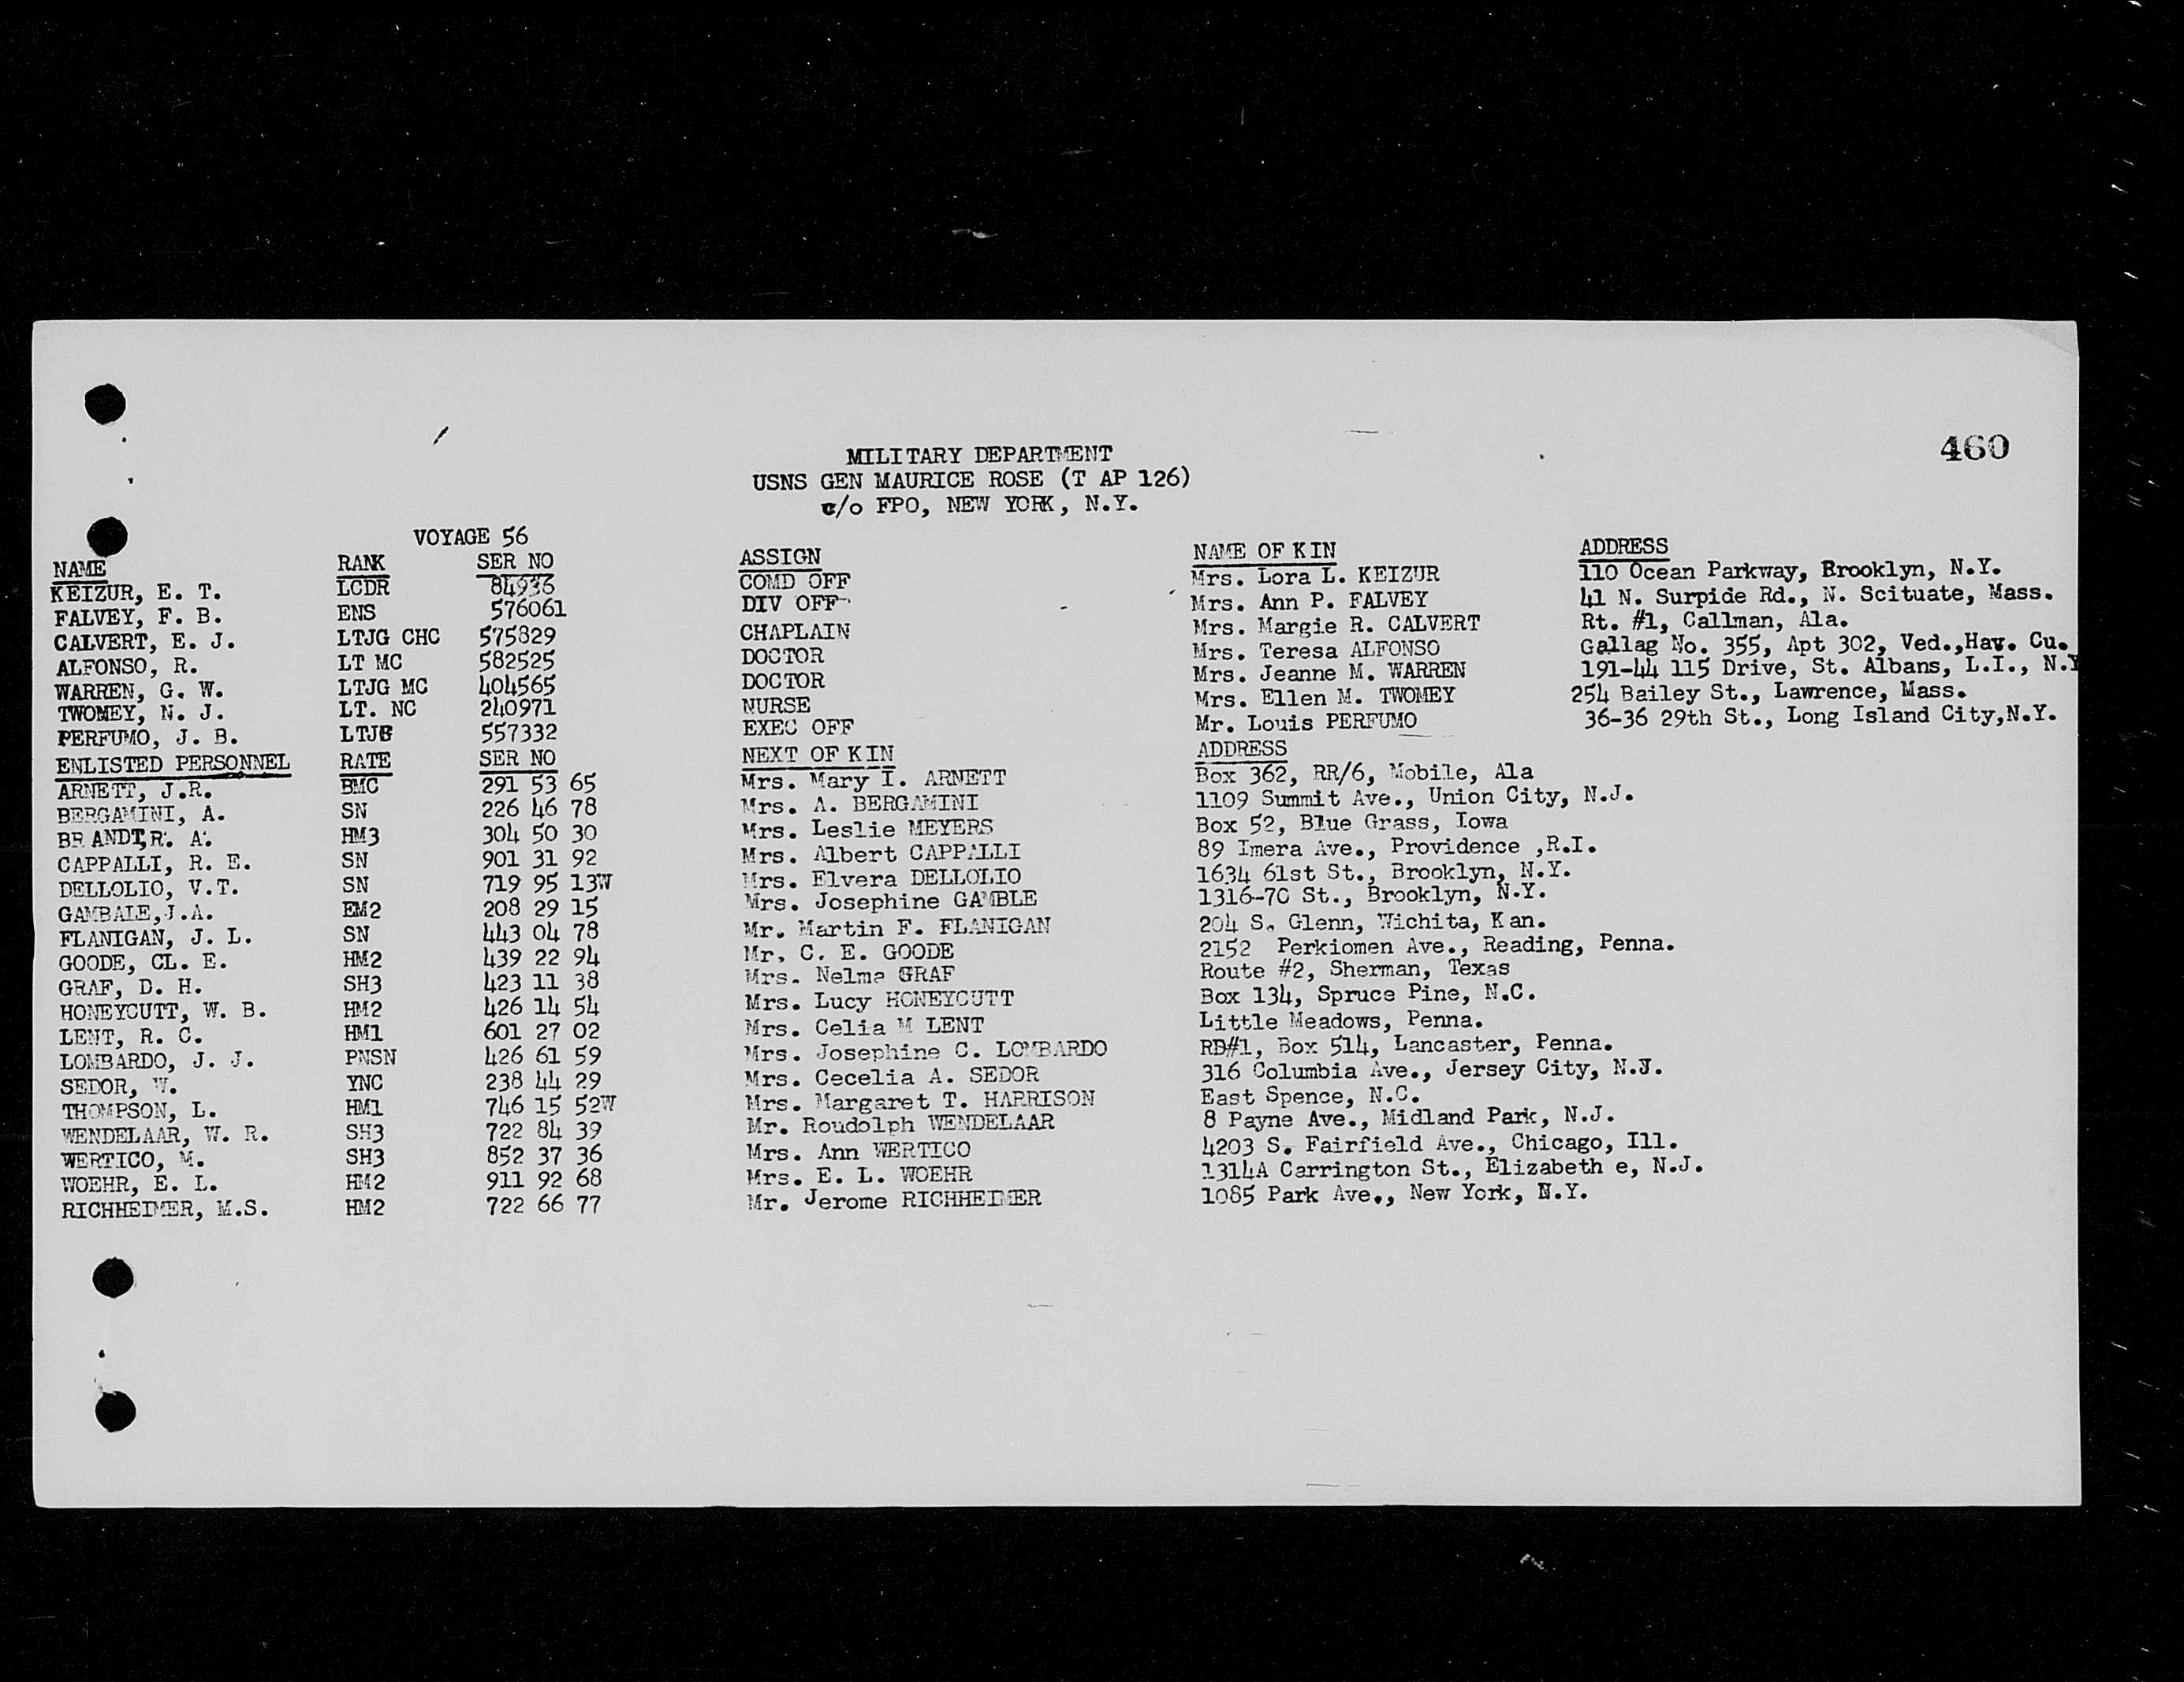 460
MILITARY DEPARTMENT
USNS GEN MAURICE ROSE (T AP 126)
c/o FPO, NEW YORK, N.Y.
VOYAGE 56
NAME RANK SER NO ASSIGN NAME OF KIN ADDRESS
KEIZUR, E. T. LCDR 84936 COMD OFF Mrs. Lora L. KEIZUR 110 Ocean Parkway, Brooklyn, N.Y.
FALVEY, F. B. ENS 576061 DIV OFF Mrs. Ann P. FALVEY 41 N. Surpide Rd., N. Scituate, Mass.
CALVERT, E. J. LTJG CHC 575829 CHAPLAIN Mrs. Margie R. CALVERT Rt. #1, Callman, Ala.
ALFONSO, R. LT MC 582525 DOCTOR Mrs. Teresa ALFONSO Gallag No. 355, Apt 302, Ved.,Hav. Cu.
WARREN, G. W. LTJG MC 404565 DOCTOR Mrs. Jeanne M. WARREN 191-44 115 Drive, St. Albans, L.I., N.Y
TWOMEY, N. J. LT. NC 240971 NURSE Mrs. Ellen M. TWOMEY 254 Bailey St., Lawrence, Mass.
PERFUMO, J. B. LTJG 557332 EXEC OFF Mr. Louis PERFUMO 36-36 29th St., Long Island City,N.Y.
ENLISTED PERSONNEL RATE SER NO NEXT OF KIN ADDRESS
ARNETT, J.R. BMC 291 53 65 Mrs. Mary I. ARNETT Box 362, RR/6, Mobile, Ala
BERGAMINI, A. SN 226 46 78 Mrs. A. BERGAMINI 1109 Summit Ave., Union City, N.J.
BRANDT,R. A. HM3 304 50 30 Mrs. Leslie MEYERS Box 52, Blue Grass, Iowa
CAPPALLI, R. E. SN 901 31 92 Mrs. Albert CAPPALLI 89 Imera Ave., Providence ,R.I.
DELLOLIO, V.T. SN 719 95 13W Mrs. Elvera DELLOLIO 1634 61st St., Brooklyn, N.Y.
GAMBALE,J.A. EM2 208 29 15 Mrs. Josephine GAMBLE 1316-70 St., Brooklyn, N.Y.
FLANIGAN, J. L. SN 443 04 78 Mr. Martin F. FLANIGAN 204 S. Glenn, Wichita, Kan.
GOODE, CL. E. HM2 439 22 94 Mr. C. E. GOODE 2152 Perkiomen Ave., Reading, Penna.
GRAF, D. H. SH3 423 11 38 Mrs. Nelma GRAF Route #2, Sherman, Texas
HONEYCUTT, W. B. HM2 426 14 54 Mrs. Lucy HONEYCUTT Box 134, Spruce Pine, N.C.
LENT, R. C. HM1 601 27 02 Mrs. Celia M LENT Little Meadows, Penna.
LOMBARDO, J. J. PNSN 426 61 59 Mrs. Josephine C. LOMBARDO RD#1, Box 514, Lancaster, Penna.
SEDOR, W. YNC 238 44 29 Mrs. Cecelia A. SEDOR 316 Columbia Ave., Jersey City, N.J.
THOMPSON, L. HM1 746 15 52W Mrs. Margaret T. HARRISON East Spence, N.C.
WENDELAAR, W. R. SH3 722 84 39 Mr. Roudolph WENDELAAR 8 Payne Ave., Midland Park, N.J.
WERTICO, M. SH3 852 37 36 Mrs. Ann WERTICO 4203 S. Fairfield Ave., Chicago, Ill.
WOEHR, E. L. HM2 911 92 68 Mrs. E. L. WOEHR 1314A Carrington St., Elizabeth e, N.J.
RICHHEIMER, M.S. HM2 722 66 77 Mr. Jerome RICHHEIMER 1085 Park Ave., New York, N.Y.